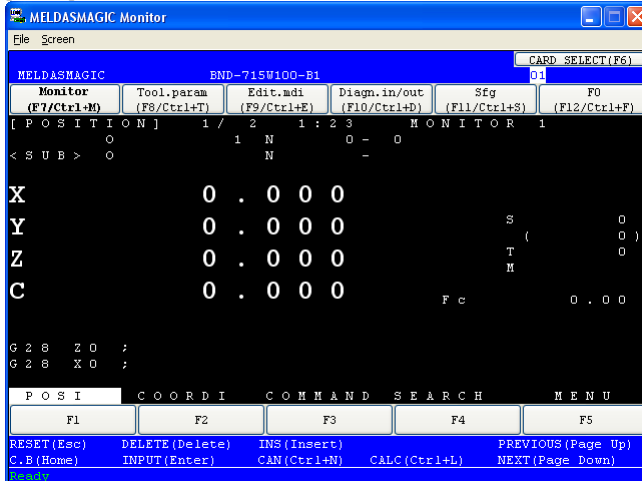 MELDASMAGIC Monitor
File Screen
CARD SELECT(F6)
MELDASMAGIC BND-715W100-B1 01
Monitor Tool.param Edit.mdi Diagn.in/out Sfg F0
(F7/Ctrl+M) (F8/Ctrl+T) (F9/Ctrl+E) (F10/Ctrl+D) (F11/Ctrl+S) (F12/Ctrl+F)
[POSITION] 1/ 2 1:23 MONITOR 1
O 1 N 0- 0
<SUB> O N -
X 0.000
Y 0.000
S 0
( 0)
Z 0.000
T 0
M
C 0.000
Fc 0.00
G28 Z0 ;
G28 X0 ;
POSI COORDI COMMAND SEARCH MENU
F1 F2 F3 F4 F5
RESET(Esc) DELETE(Delete) INS(Insert) PREVIOUS(Page Up)
C.B(Home) INPUT(Enter) CAN(Ctrl+N) CALC(Ctrl+L) NEXT(Page Down)
Ready